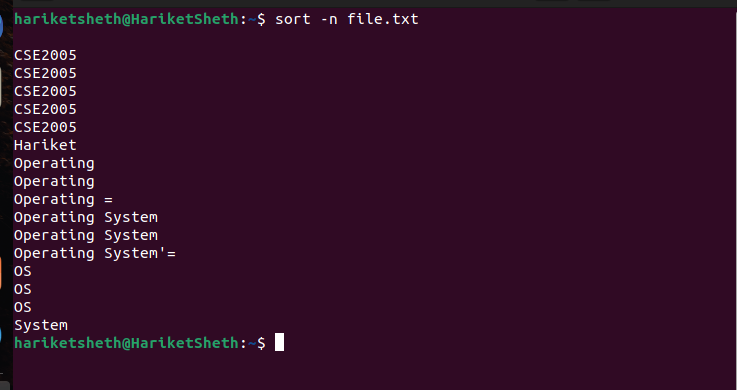 hariketsheth@HariketSheth:~$ sort -n file.txt

CSE2005
CSE2005
CSE2005
CSE2005
CSE2005
Hariket
Operating
Operating
Operating =
Operating System
Operating System
Operating System'=
OS
OS
OS
System
hariketsheth@HariketSheth:~$